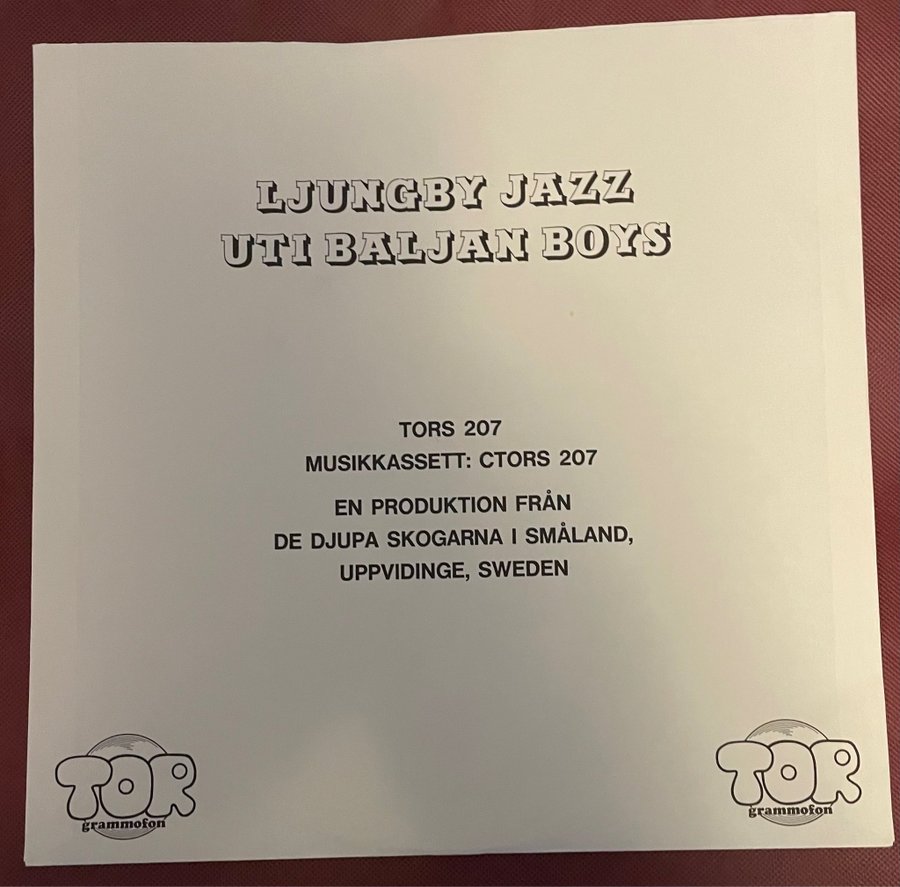 LJUNGBY JAZZ
UTI BALJAN BOYS
TORS 207
MUSIKKASSETT: CTORS 207
EN PRODUKTION FRÅN
DE DJUPA SKOGARNA I SMÅLAND,
UPPVIDINGE, SWEDEN
TOR
grammofon
TOR
grammofon